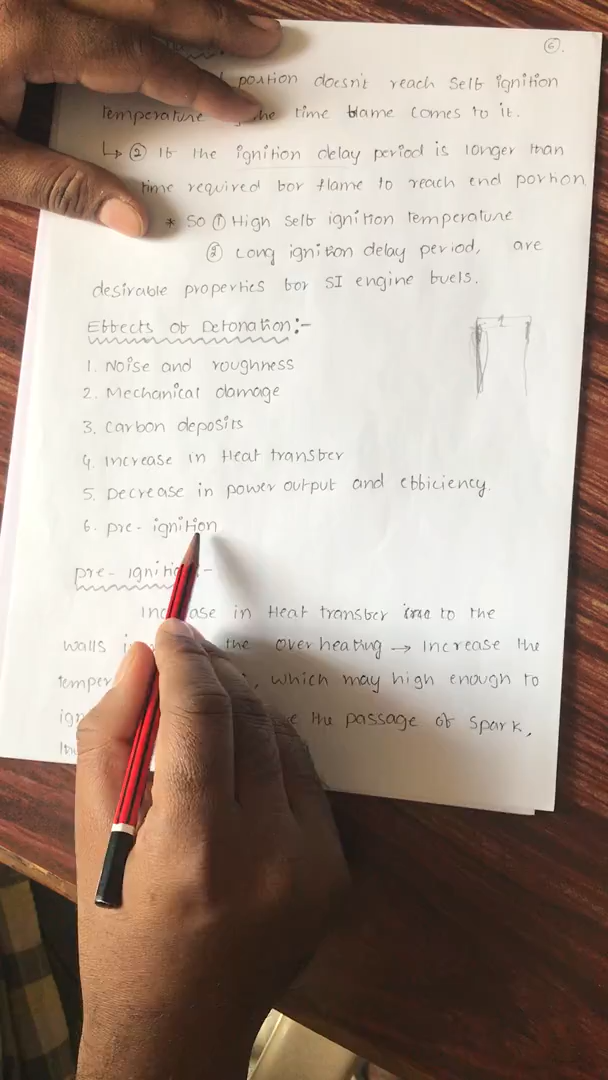 6.
portion doesn't reach self ignition
temperature the time flame comes to it.
↳ ② If the ignition delay period is longer than
time required for flame to reach end portion
* So ① High self ignition temperature
② Long ignition delay period, are
desirable properties for SI engine fuels.
Effects of Detonation:-
1. Noise and roughness
2. Mechanical damage
3. Carbon deposits
4. Increase in Heat transfer
5. Decrease in power output and efficiency.
6. pre-ignition
1
pre-ignition:-
Increase in Heat transfer to the
walls the overheating → Increase the
which may high enough to
the passage of spark,